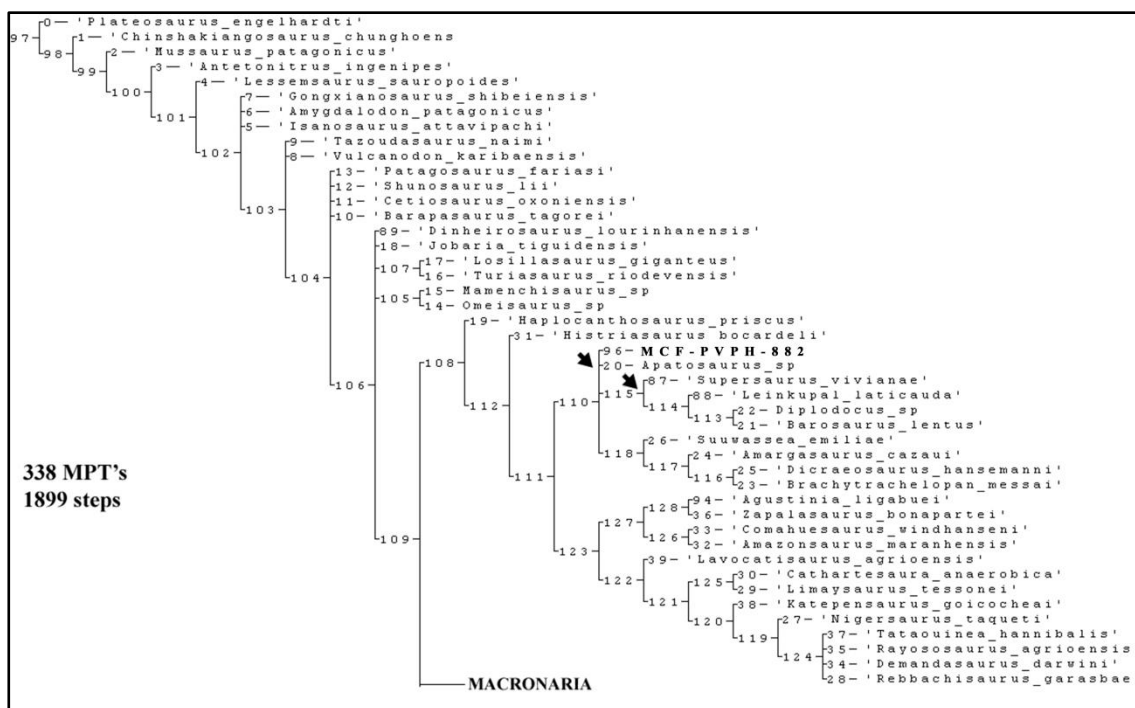 0— 'Plateosaurus_engelhardti'
97
1— 'Chinshakiangosaurus_chunghoens
98
2— 'Mussaurus_patagonicus'
99
3— 'Antetonitrus_ingenipes'
100
4— 'Lessemsaurus_sauropoides'
7— 'Gongxianosaurus_shibeiensis'
101
6— 'Amygdalodon_patagonicus'
5— 'Isanosaurus_attavipachi'
9— 'Tazoudasaurus_naimi'
102
8— 'Vulcanodon_karibaensis'
13— 'Patagosaurus_fariasi'
12— 'Shunosaurus_lii'
11— 'Cetiosaurus_oxoniensis'
103
10— 'Barapasaurus_tagorei'
89— 'Dinheirosaurus_lourinhanensis'
18— 'Jobaria_tiguidensis'
17— 'Losillasaurus_giganteus'
107
16— 'Turiasaurus_riodevensis'
104
15— Mamenchisaurus_sp
105
14— Omeisaurus_sp
19— 'Haplocanthosaurus_priscus'
31— 'Histriasaurus_bocardeli'
96— MCF-PVPH-882
108
20— Apatosaurus_sp
87— 'Supersaurus_vivianae'
106
115
88— 'Leinkupal_laticauda'
110
112
114
22— Diplodocus_sp
113
21— 'Barosaurus_lentus'
26— 'Suuwassea_emiliae'
118
24— 'Amargasaurus_cazaui'
117
25— 'Dicraeosaurus_hansemanni'
338 MPT's
111
116
23— 'Brachytrachelopan_messai'
1899 steps
94— 'Agustinia_ligabuei'
128
36— 'Zapalasaurus_bonapartei'
127
33— 'Comahuesaurus_windhanseni'
109
126
32— 'Amazonsaurus_maranhensis'
123
39— 'Lavocatisaurus_agrioensis'
122
30— 'Cathartesaura_anaerobica'
125
29— 'Limaysaurus_tessonei'
121
38— 'Katepensaurus_goicocheai'
120
27— 'Nigersaurus_taqueti'
119
37— 'Tataouinea_hannibalis'
35— 'Rayososaurus_agrioensis
124
34— 'Demandasaurus_darwini'
28— 'Rebbachisaurus_garasbae
MACRONARIA